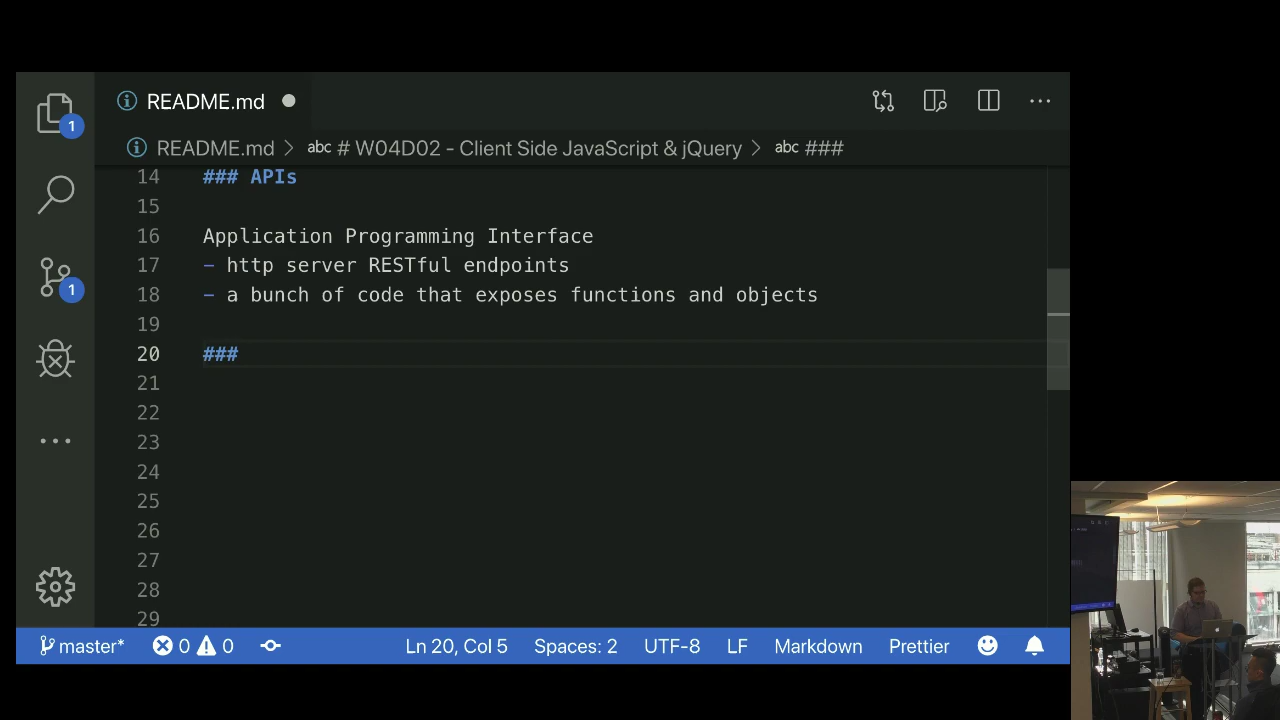 README.md
README.md > abc # W04D02 - Client Side JavaScript & jQuery > abc ###
14 ### APIs
15
16 Application Programming Interface
17 - http server RESTful endpoints
18 - a bunch of code that exposes functions and objects
19
20 ###
21
22
23
24
25
26
27
28
29
1
1
master* 0 0 Ln 20, Col 5 Spaces: 2 UTF-8 LF Markdown Prettier